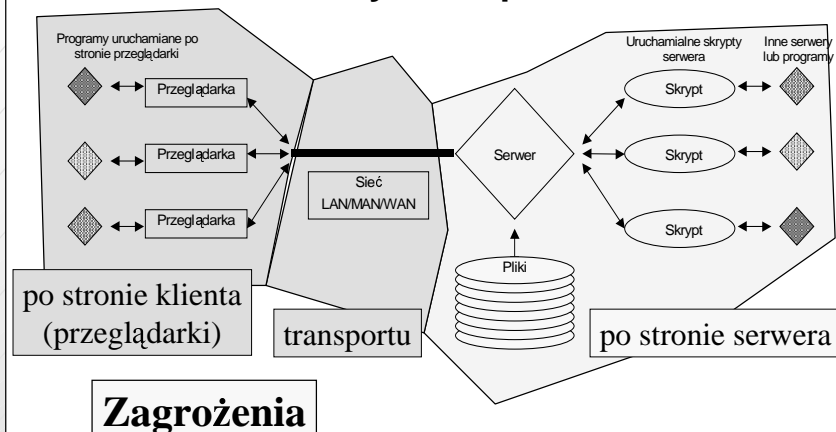 Programy uruchamiane po
stronie przeglądarki
Przeglądarka
Przeglądarka
Przeglądarka
Sieć
LAN/MAN/WAN
Serwer
Pliki
Uruchamialne skrypty
serwera
Inne serwery
lub programy
Skrypt
Skrypt
Skrypt
po stronie klienta
(przeglądarki)
transportu
po stronie serwera
Zagrożenia